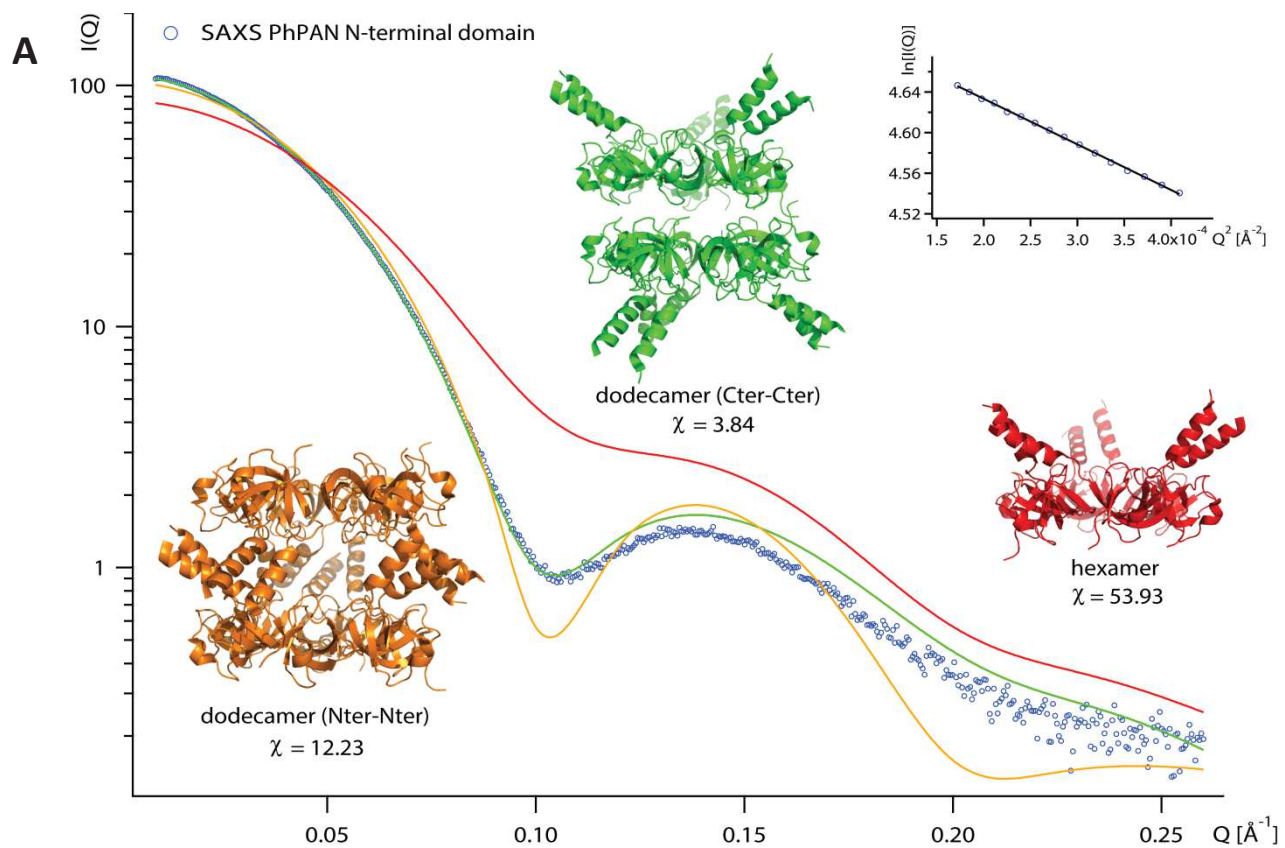 A
I(Q)
SAXS PhPAN N-terminal domain
100
10
1
ln[I(Q)]
4.64
4.60
4.56
4.52
1.5 2.0 2.5 3.0 3.5 4.0x10⁻⁴ Q² [Å⁻²]
dodecamer (Cter-Cter)
χ = 3.84
hexamer
χ = 53.93
dodecamer (Nter-Nter)
χ = 12.23
0.05 0.10 0.15 0.20 0.25 Q [Å⁻¹]